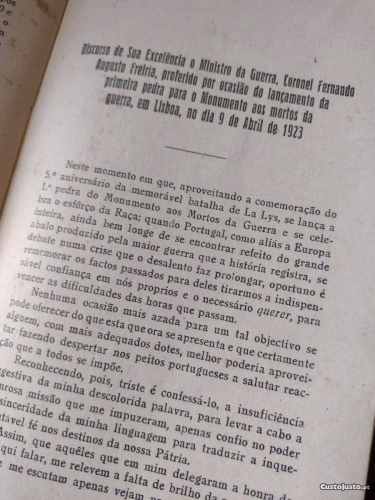 Discurso de Sua Excelência o Ministro da Guerra, Coronel Fernando
Augusto Freiria, proferido por ocasião do lançamento da
primeira pedra para o Monumento aos mortos da
guerra, em Lisboa, no dia 9 de Abril de 1923
Neste momento em que, aproveitando a comemoração do
5.º aniversário da memorável batalha de La Lys, se lança a
1.ª pedra do Monumento aos Mortos da Guerra e se cele-
bra o esfôrço da Raça; quando Portugal, como aliás a Europa
inteira, ainda bem longe de se encontrar refeito do grande
abalo produzido pela maior guerra que a história registra, se
debate numa crise que o desalento faz prolongar, oportuno é
rememorar os factos passados para deles tirarmos a indispen-
sável confiança em nós proprios e o necessário querer, para
vencer as dificuldades das horas que passam.
Nenhuma ocasião mais azada para um tal objectivo se
pode oferecer do que esta que ora se apresenta e que certamente
alguem, com mais adequados dotes, melhor poderia aprovei-
tar fazendo despertar nos peitos portugueses a salutar reac-
ção que a todos se impõe.
Reconhecendo, pois, triste é confessá-lo, a insuficiência
gestiva da minha descolorida palavra, para levar a cabo a
rosa missão que me impuzeram, apenas confio no poder
sinceridade da minha linguagem para traduzir a inque-
tável fé nos destinos da nossa Pátria.
Assim, que aquêles que em mim delegaram a honra de
qui falar, me relevem a falta de brilho da
me escutam apenas vejam
CustoJusto.pt